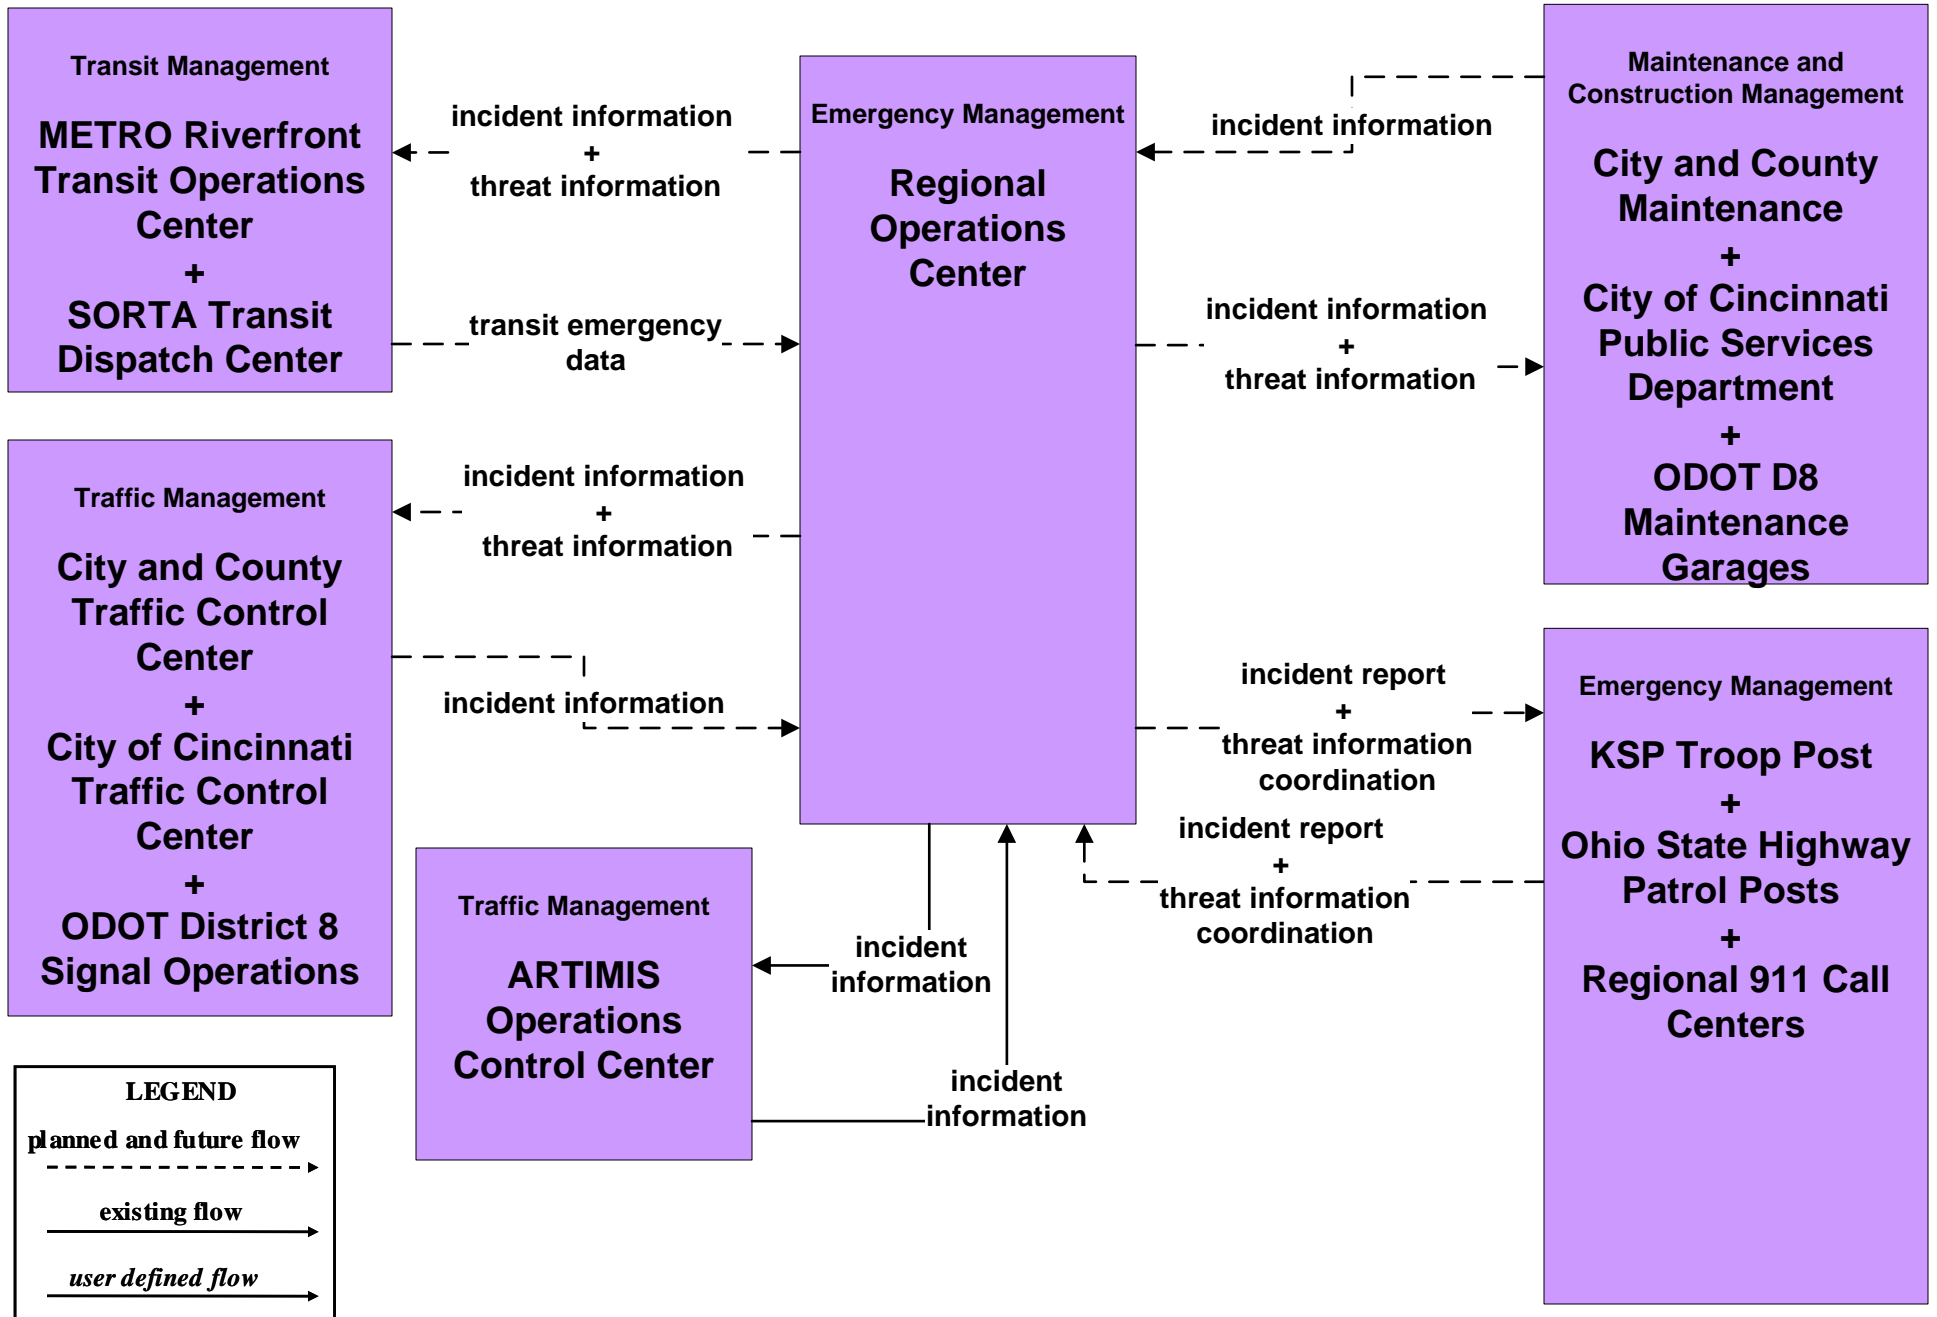 Transit Management
METRO Riverfront
Transit Operations
Center
+
SORTA Transit
Dispatch Center
incident information
+
threat information
transit emergency
data
Emergency Management
Regional
Operations
Center
incident information
incident information
+
threat information
Maintenance and
Construction Management
City and County
Maintenance
+
City of Cincinnati
Public Services
Department
+
ODOT D8
Maintenance
Garages
Traffic Management
City and County
Traffic Control
Center
+
City of Cincinnati
Traffic Control
Center
+
ODOT District 8
Signal Operations
incident information
+
threat information
incident information
incident report
+
threat information
coordination
incident report
+
threat information
coordination
Emergency Management
KSP Troop Post
+
Ohio State Highway
Patrol Posts
+
Regional 911 Call
Centers
Traffic Management
ARTIMIS
Operations
Control Center
incident
information
incident
information
LEGEND
planned and future flow
existing flow
user defined flow